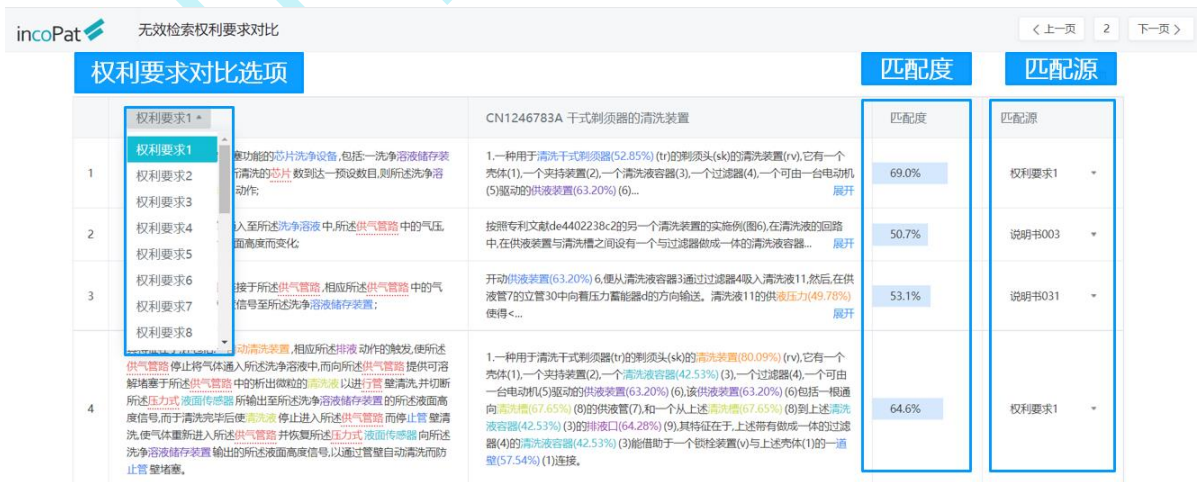 incoPat
无效检索权利要求对比
上一页
2
下一页
权利要求对比选项
匹配度
匹配源
权利要求1
CN1246783A 干式剃须器的清洗装置
匹配度
匹配源
权利要求1
权利要求2
权利要求3
权利要求4
权利要求5
权利要求6
权利要求7
权利要求8
1
塞功能的芯片洗净设备,包括:一洗净溶液储存装
所清洗的芯片数到达一预设数目,则所述洗净溶
动作;
1.一种用于清洗干式剃须器(52.85%) (tr)的剃须头(sk)的清洗装置(rv),它有一个
壳体(1),一个夹持装置(2),一个清洗液容器(3),一个过滤器(4),一个可由一台电动机
(5)驱动的供液装置(63.20%) (6)...
展开
69.0%
权利要求1
2
入至所述洗净溶液中,所述供气管路中的气压
面高度而变化;
按照专利文献de4402238c2的另一个清洗装置的实施例(图6),在清洗液的回路
中,在供液装置与清洗槽之间设有一个与过滤器做成一体的清洗液容器...
展开
50.7%
说明书003
3
接于所述供气管路,相应所述供气管路中的气
信号至所述洗净溶液储存装置;
开动供液装置(63.20%) 6,便从清洗液容器3通过过滤器4吸入清洗液11,然后,在供
液管7的立管30中向着压力蓄能器d的方向输送。清洗液11的供液压力(49.78%)
使得<...
展开
53.1%
说明书031
4
自动清洗装置,相应所述排液动作的触发,使所述
供气管路停止将气体通入所述洗净溶液中,而向所述供气管路提供可溶
解堵塞于所述供气管路中的析出微粒的清洗液以进行管壁清洗,并切断
所述压力式液面传感器所输出至所述洗净溶液储存装置的所述液面高
度信号,而于清洗完毕后使清洗液停止进入所述供气管路而停止管壁清
洗,使气体重新进入所述供气管路并恢复所述压力式液面传感器向所述
洗净溶液储存装置输出的所述液面高度信号,以通过管壁自动清洗而防
止管壁堵塞。
1.一种用于清洗干式剃须器(tr)的剃须头(sk)的清洗装置(80.09%) (rv),它有一个
壳体(1),一个夹持装置(2),一个清洗液容器(42.53%) (3),一个过滤器(4),一个可由
一台电动机(5)驱动的供液装置(63.20%) (6),该供液装置(63.20%) (6)包括一根通
向清洗槽(67.65%) (8)的供液管(7),和一个从上述清洗槽(67.65%) (8)到上述清洗
液容器(42.53%) (3)的排液口(64.28%) (9),其特征在于,上述带有做成一体的过滤
器(4)的清洗液容器(42.53%) (3)能借助于一个锁栓装置(v)与上述壳体(1)的一道
壁(57.54%) (1)连接。
64.6%
权利要求1